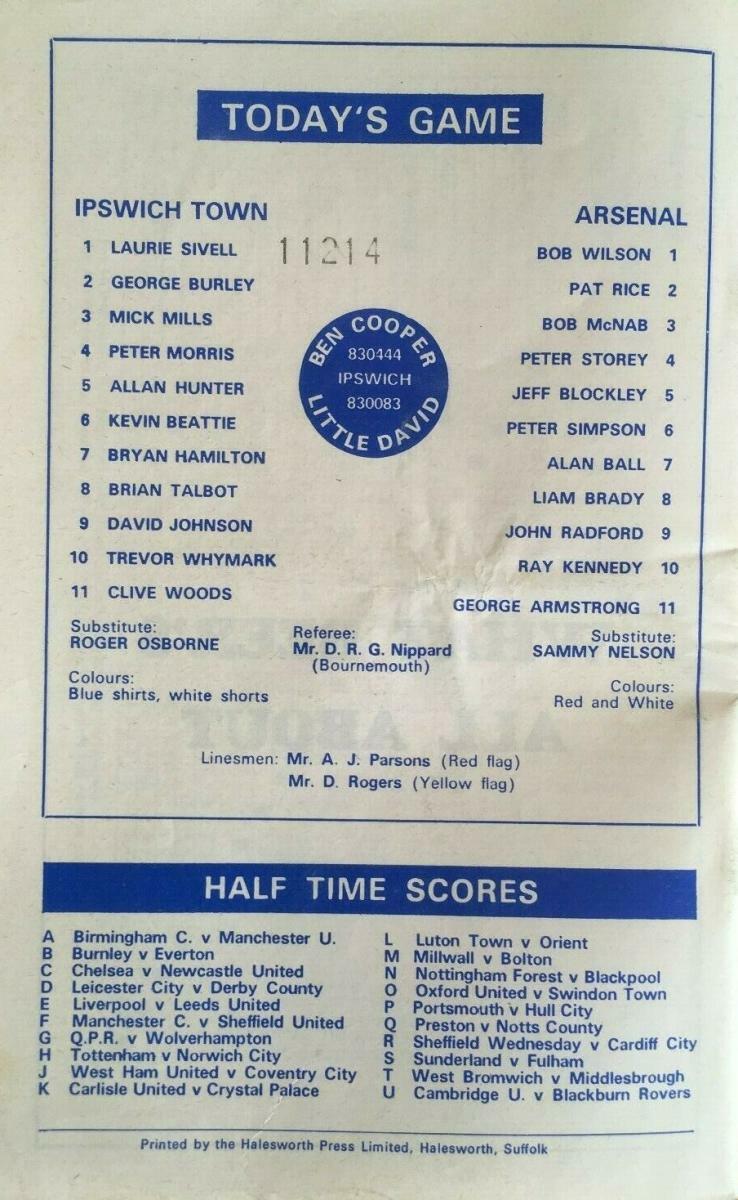 TODAY'S GAME
IPSWICH TOWN
1 LAURIE SIVELL
2 GEORGE BURLEY
3 MICK MILLS
4 PETER MORRIS
5 ALLAN HUNTER
6 KEVIN BEATTIE
7 BRYAN HAMILTON
8 BRIAN TALBOT
9 DAVID JOHNSON
10 TREVOR WHYMARK
11 CLIVE WOODS
Substitute:
ROGER OSBORNE
Colours:
Blue shirts, white shorts
11214
BEN COOPER
830444
IPSWICH
830083
LITTLE DAVID
Referee:
Mr. D. R. G. Nippard
(Bournemouth)
ARSENAL
BOB WILSON 1
PAT RICE 2
BOB McNAB 3
PETER STOREY 4
JEFF BLOCKLEY 5
PETER SIMPSON 6
ALAN BALL 7
LIAM BRADY 8
JOHN RADFORD 9
RAY KENNEDY 10
GEORGE ARMSTRONG 11
Substitute:
SAMMY NELSON
Colours:
Red and White
Linesmen: Mr. A. J. Parsons (Red flag)
Mr. D. Rogers (Yellow flag)
HALF TIME SCORES
A Birmingham C. v Manchester U.
B Burnley v Everton
C Chelsea v Newcastle United
D Leicester City v Derby County
E Liverpool v Leeds United
F Manchester C. v Sheffield United
G Q.P.R. v Wolverhampton
H Tottenham v Norwich City
J West Ham United v Coventry City
K Carlisle United v Crystal Palace
L Luton Town v Orient
M Millwall v Bolton
N Nottingham Forest v Blackpool
O Oxford United v Swindon Town
P Portsmouth v Hull City
Q Preston v Notts County
R Sheffield Wednesday v Cardiff City
S Sunderland v Fulham
T West Bromwich v Middlesbrough
U Cambridge U. v Blackburn Rovers
Printed by the Halesworth Press Limited, Halesworth, Suffolk